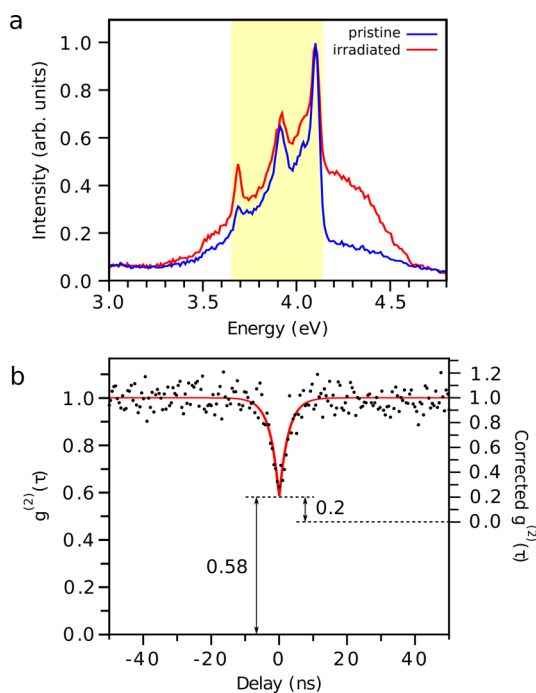 a
pristine
irradiated
Intensity (arb. units)
1.0
0.8
0.6
0.4
0.2
0.0
3.0 3.5 4.0 4.5
Energy (eV)
b
g(2)(τ)
1.0
0.8
0.6
0.4
0.2
0.0
0.58
0.2
1.2
1.0
0.8
0.6
0.4
0.2
0.0
Corrected g(2)(τ)
-40 -20 0 20 40
Delay (ns)